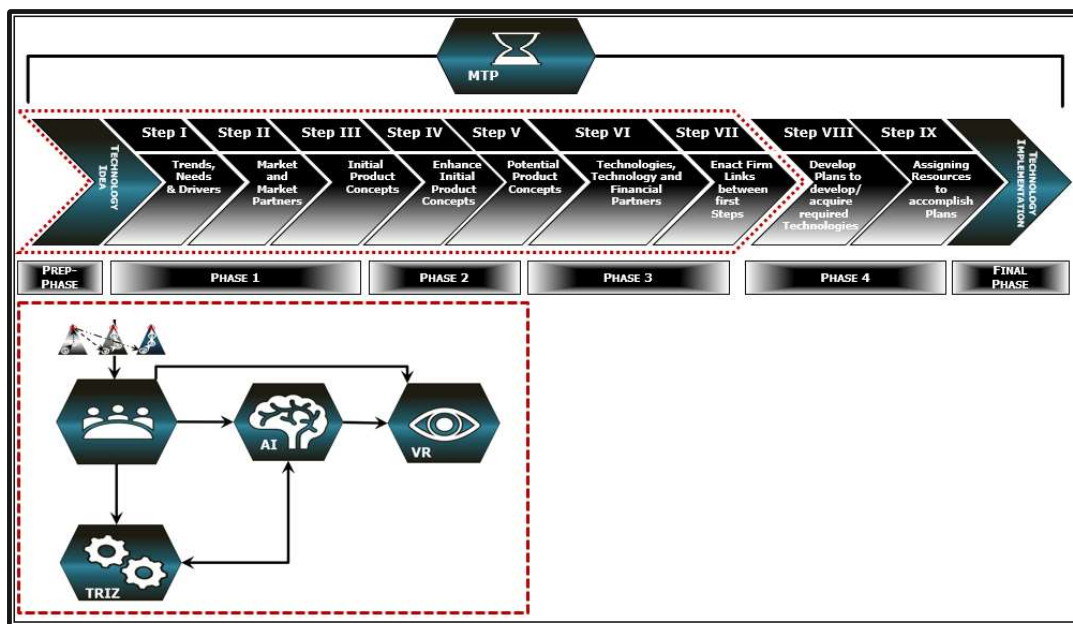 MTP
Step I
Step II
Step III
Step IV
Step V
Step VI
Step VII
Step VIII
Step IX
TECHNOLOGY
IDEA
Trends,
Needs
& Drivers
Market
and
Market
Partners
Initial
Product
Concepts
Enhance
Initial
Product
Concepts
Potential
Product
Concepts
Technologies,
Technology and
Financial
Partners
Enact Firm
Links
between
first
Steps
Develop
Plans to
develop/
acquire
required
Technologies
Assigning
Resources
to
accomplish
Plans
TECHNOLOGY
IMPLEMENTATION
PREP-
PHASE
PHASE 1
PHASE 2
PHASE 3
PHASE 4
FINAL
PHASE
AI
VR
TRIZ